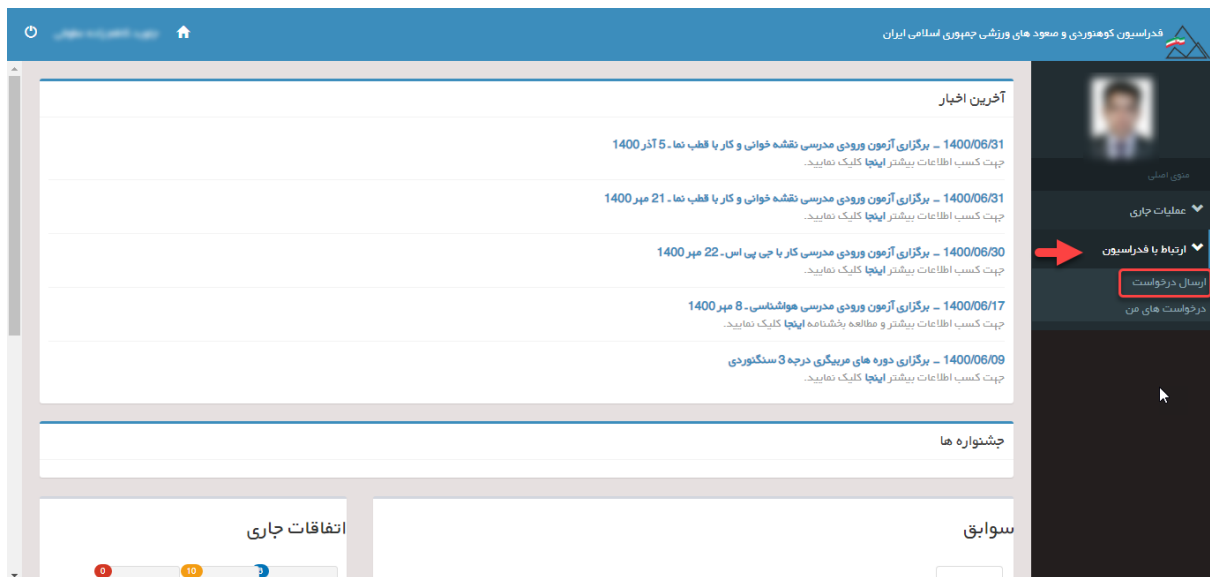 فدراسیون کوهنوردی و صعود های ورزشی جمهوری اسلامی ایران
منوی اصلی
عملیات جاری
ارتباط با فدراسیون
ارسال درخواست
درخواست های من
آخرین اخبار
1400/06/31 - برگزاری آزمون ورودی مدرسی نقشه خوانی و کار با قطب نما - 5 آذر 1400
جهت کسب اطلاعات بیشتر اینجا کلیک نمایید.
1400/06/31 - برگزاری آزمون ورودی مدرسی نقشه خوانی و کار با قطب نما - 21 مهر 1400
جهت کسب اطلاعات بیشتر اینجا کلیک نمایید.
1400/06/30 - برگزاری آزمون ورودی مدرسی کار با جی پی اس - 22 مهر 1400
جهت کسب اطلاعات بیشتر اینجا کلیک نمایید.
1400/06/17 - برگزاری آزمون ورودی مدرسی هواشناسی - 8 مهر 1400
جهت کسب اطلاعات بیشتر و مطالعه بخشنامه اینجا کلیک نمایید.
1400/06/09 - برگزاری دوره های مربیگری درجه 3 سنگنوردی
جهت کسب اطلاعات بیشتر اینجا کلیک نمایید.
جشنواره ها
سوابق
اتفاقات جاری
10 0